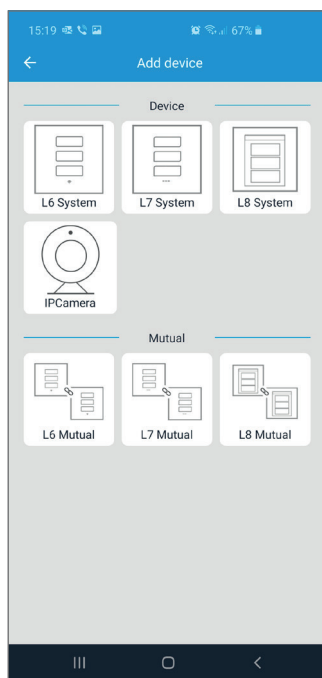 15:19 67%
Add device
Device
L6 System L7 System L8 System
IPCamera
Mutual
L6 Mutual L7 Mutual L8 Mutual